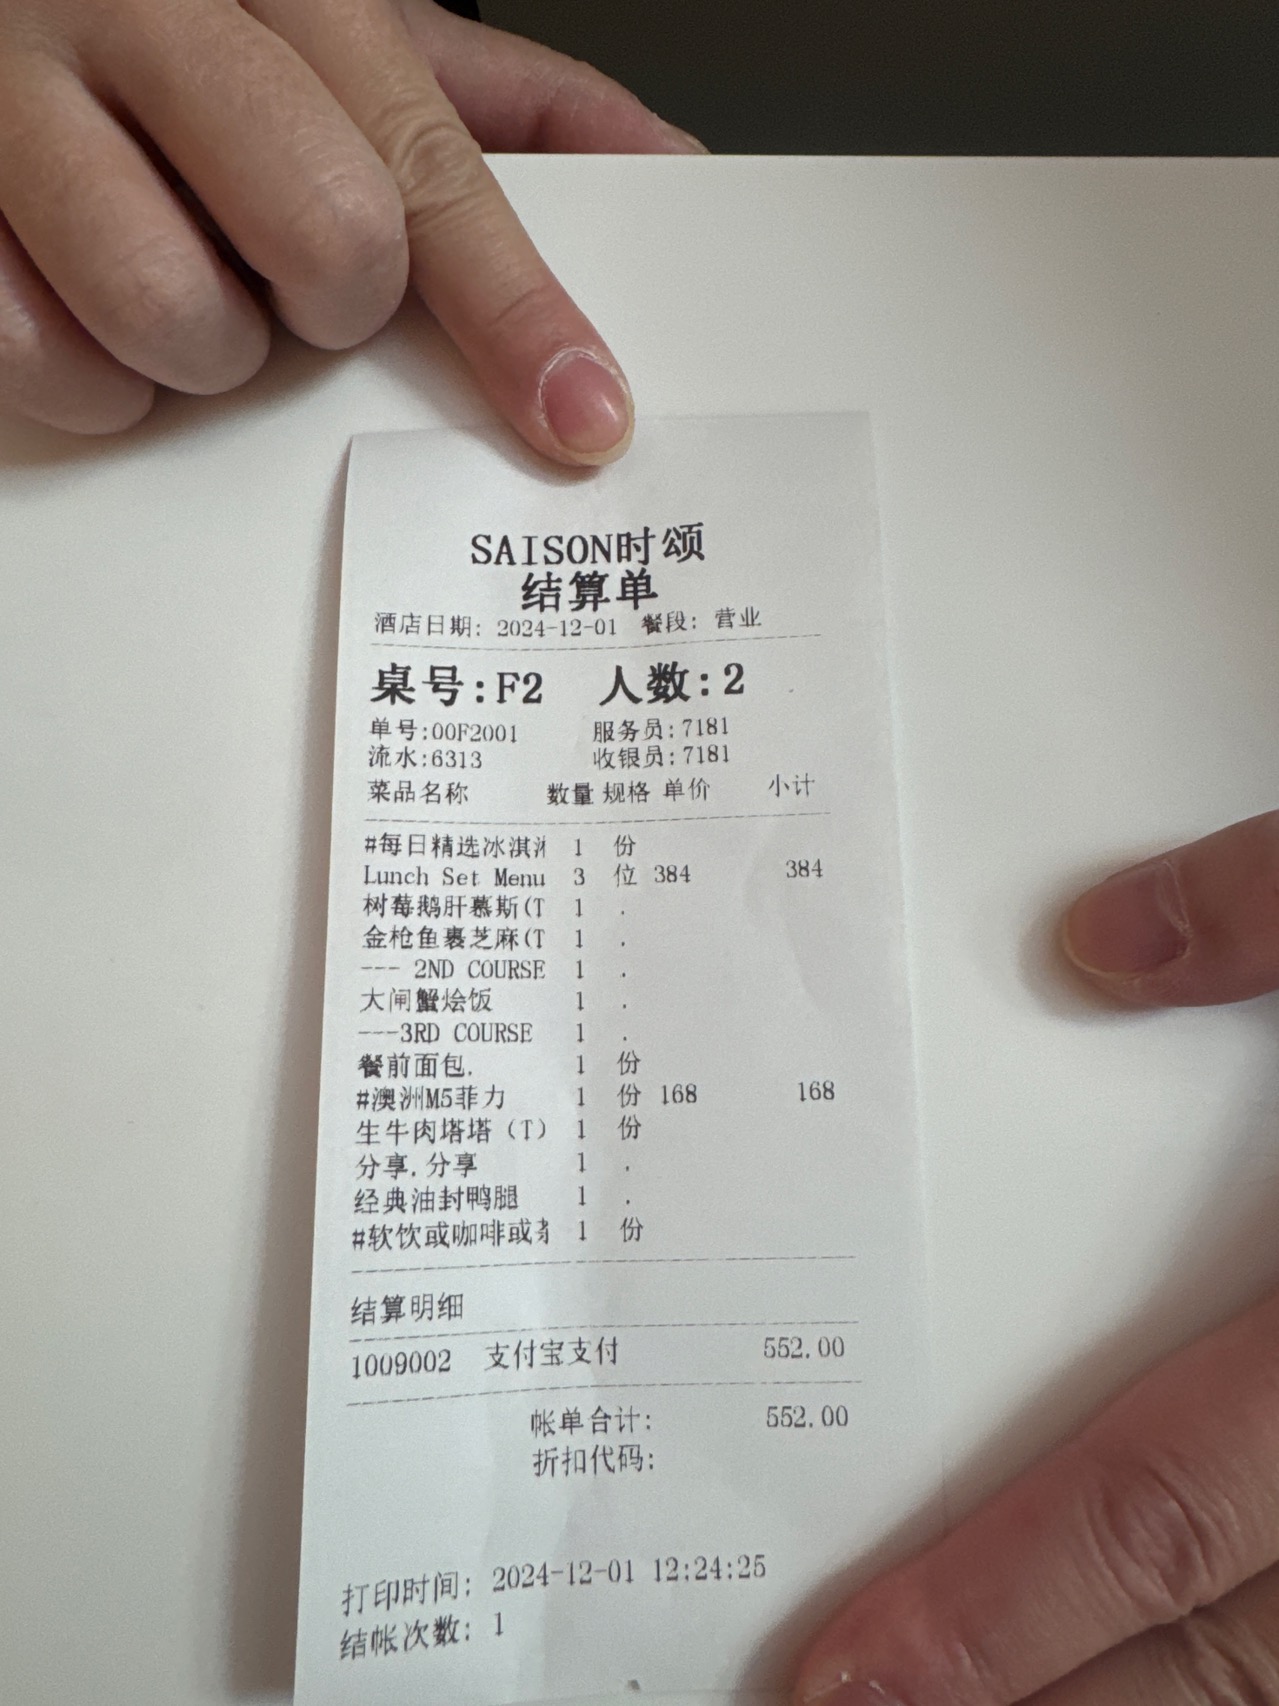 SAISON时颂
结算单
酒店日期: 2024-12-01 餐段: 营业
桌号:F2 人数:2
单号:00F2001 服务员:7181
流水:6313 收银员:7181
菜品名称 数量 规格 单价 小计
#每日精选冰淇 1 份
Lunch Set Menu 3 位 384 384
树莓鹅肝慕斯(T 1 .
金枪鱼裹芝麻(T 1 .
--- 2ND COURSE 1 .
大闸蟹烩饭 1 .
---3RD COURSE 1 .
餐前面包. 1 份
#澳洲M5菲力 1 份 168 168
生牛肉塔塔（T） 1 份
分享.分享 1 .
经典油封鸭腿 1 .
#软饮或咖啡或 1 份
结算明细
1009002 支付宝支付 552.00
帐单合计: 552.00
折扣代码:
打印时间: 2024-12-01 12:24:25
结帐次数: 1